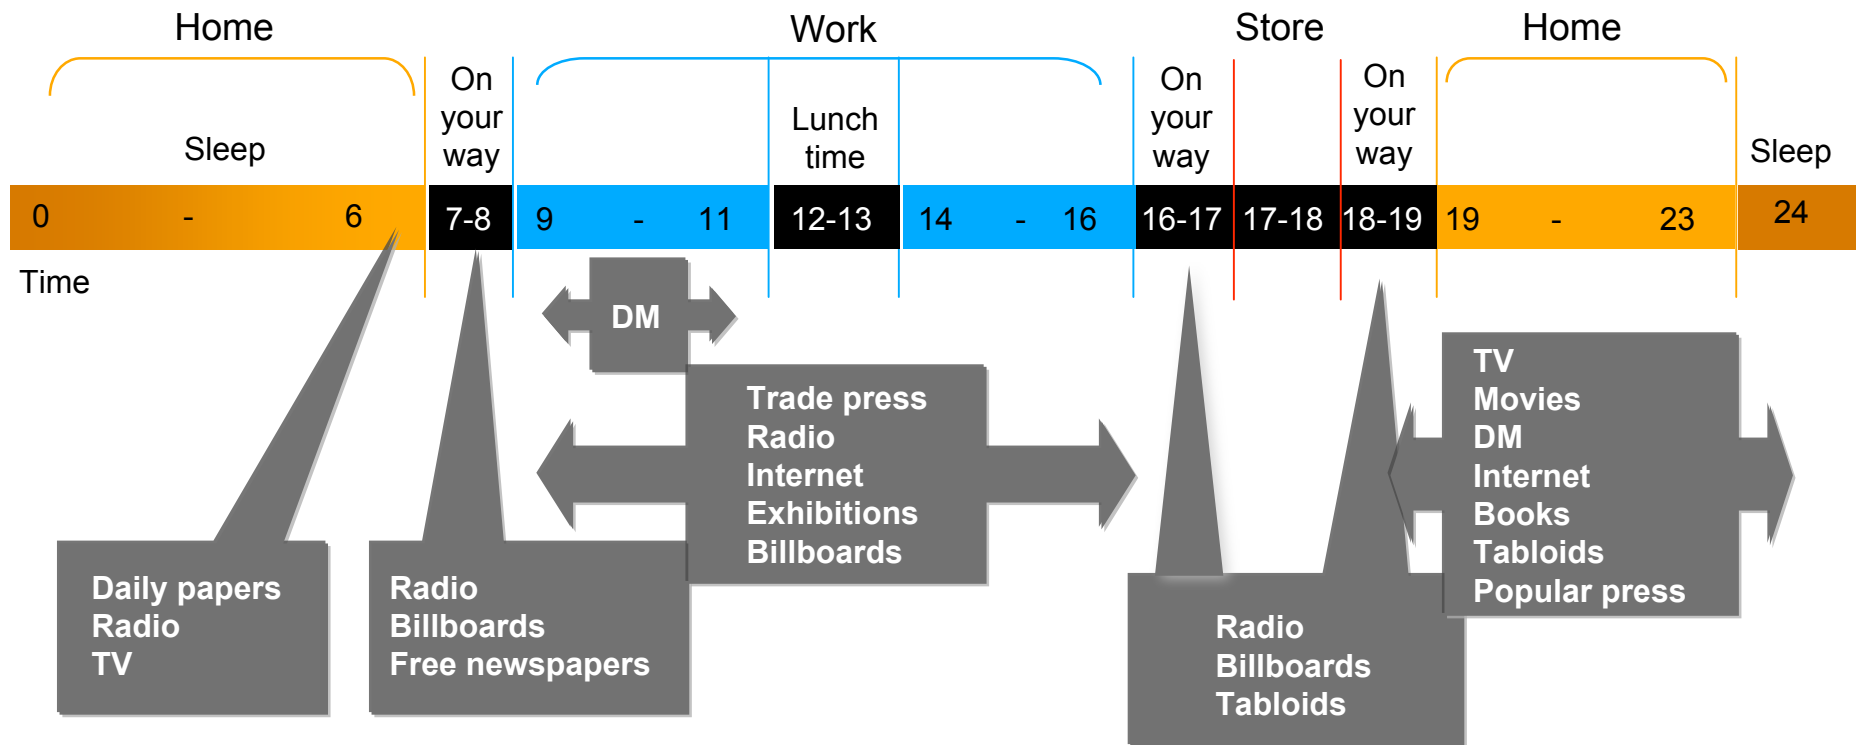 Home
Work
Store
Home
On
your
way
On
your
way
On
your
way
Lunch
time
Sleep
Sleep
0 - 6
7-8
9 - 11
12-13
14 - 16
16-17
17-18
18-19
19 - 23
24
Time
DM
Trade press
Radio
Internet
Exhibitions
Billboards
TV
Movies
DM
Internet
Books
Tabloids
Popular press
Daily papers
Radio
TV
Radio
Billboards
Free newspapers
Radio
Billboards
Tabloids